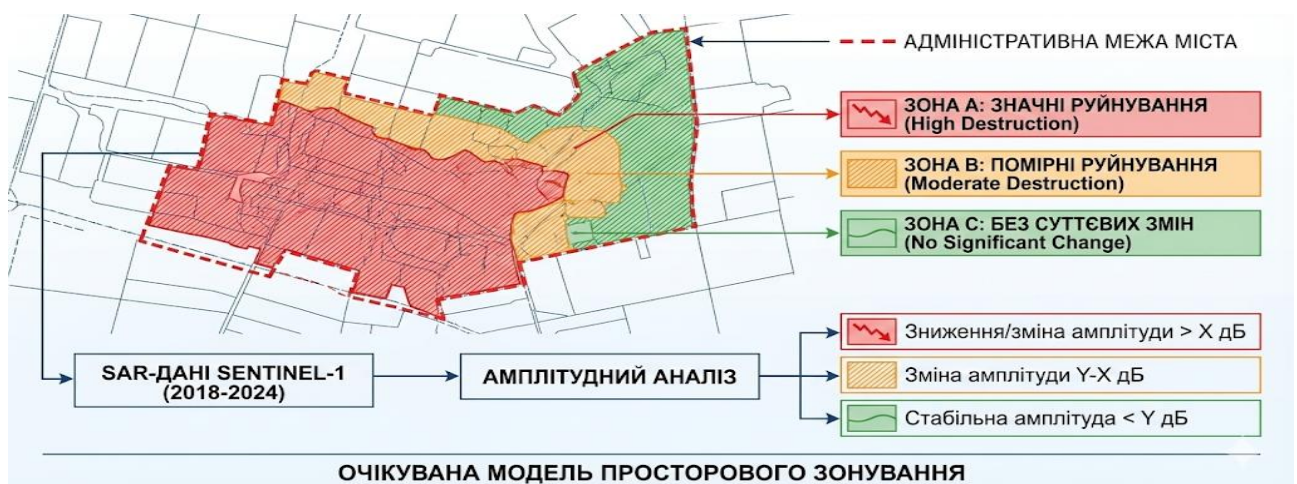 АДМІНІСТРАТИВНА МЕЖА МІСТА
ЗОНА А: ЗНАЧНІ РУЙНУВАННЯ
(High Destruction)
ЗОНА В: ПОМІРНІ РУЙНУВАННЯ
(Moderate Destruction)
ЗОНА С: БЕЗ СУТТЄВИХ ЗМІН
(No Significant Change)
SAR-ДАНІ SENTINEL-1
(2018-2024)
АМПЛІТУДНИЙ АНАЛІЗ
Зниження/зміна амплітуди > X дБ
Зміна амплітуди Y-X дБ
Стабільна амплітуда < Y дБ
ОЧІКУВАНА МОДЕЛЬ ПРОСТОРОВОГО ЗОНУВАННЯ